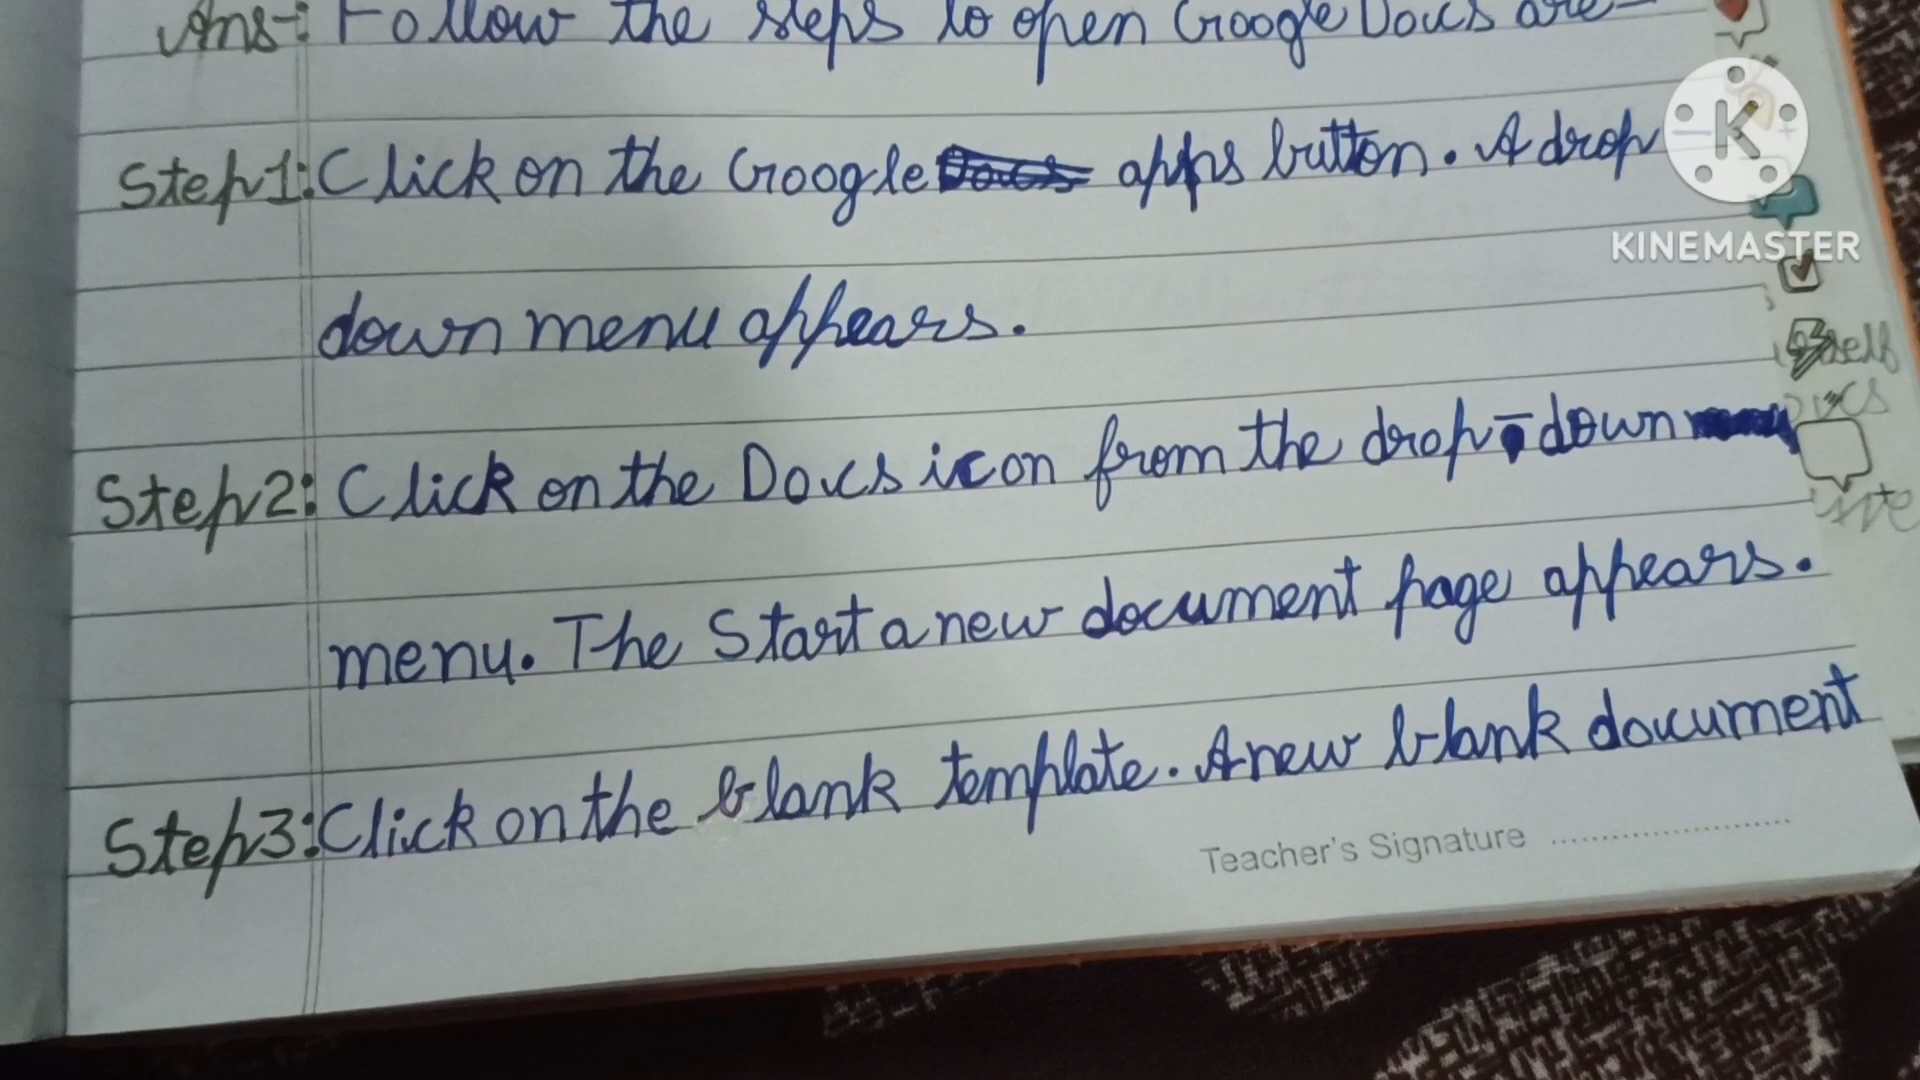 Ans-: Follow the steps to open Google Docs are-
Step1: Click on the Google apps button. A drop
KINEMASTER
down menu appears.
Step2: Click on the Docs icon from the drop-down
menu. The Start a new document page appears.
Step3: Click on the blank template. A new blank document
Teacher's Signature